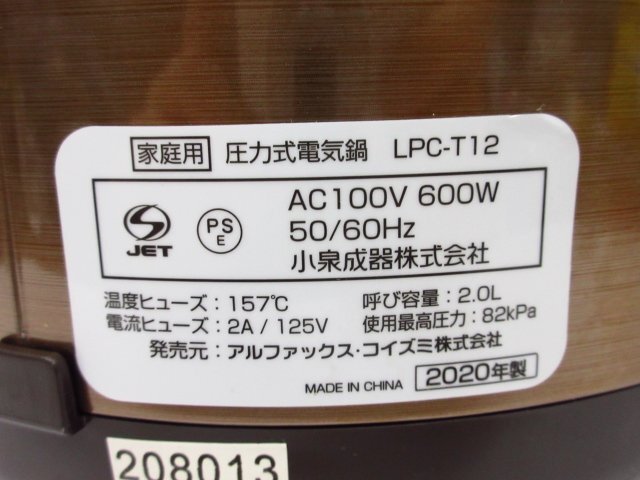 家庭用 圧力式電気鍋 LPC-T12
JET PSE AC100V 600W
50/60Hz
小泉成器株式会社
温度ヒューズ：157℃ 呼び容量：2.0L
電流ヒューズ：2A / 125V 使用最高圧力：82kPa
発売元：アルファックス・コイズミ株式会社
MADE IN CHINA 2020年製
208013